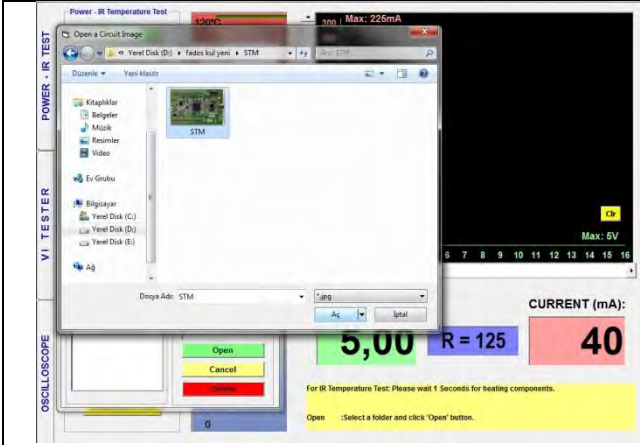 Power - IR Temperature Test
120°C
300
Max: 225mA
POWER - IR TEST
VI TESTER
OSCILLOSCOPE
Open a Circuit Image
« Yerel Disk (D:) ▸ fados kul yeni ▸ STM
Ara: STM
Düzenle
Yeni klasör
Kitaplıklar
Belgeler
Müzik
Resimler
Video
Ev Grubu
Bilgisayar
Yerel Disk (C:)
Yerel Disk (D:)
Yerel Disk (E:)
Ağ
STM
Dosya Adı: STM
*.jpg
Aç
İptal
Clr
Max: 5V
6 7 8 9 10 11 12 13 14 15 16
CURRENT (mA):
5,00
R = 125
40
Open
Cancel
0
For IR Temperature Test: Please wait 1 Seconds for heating components.
Open :Select a folder and click 'Open' button.